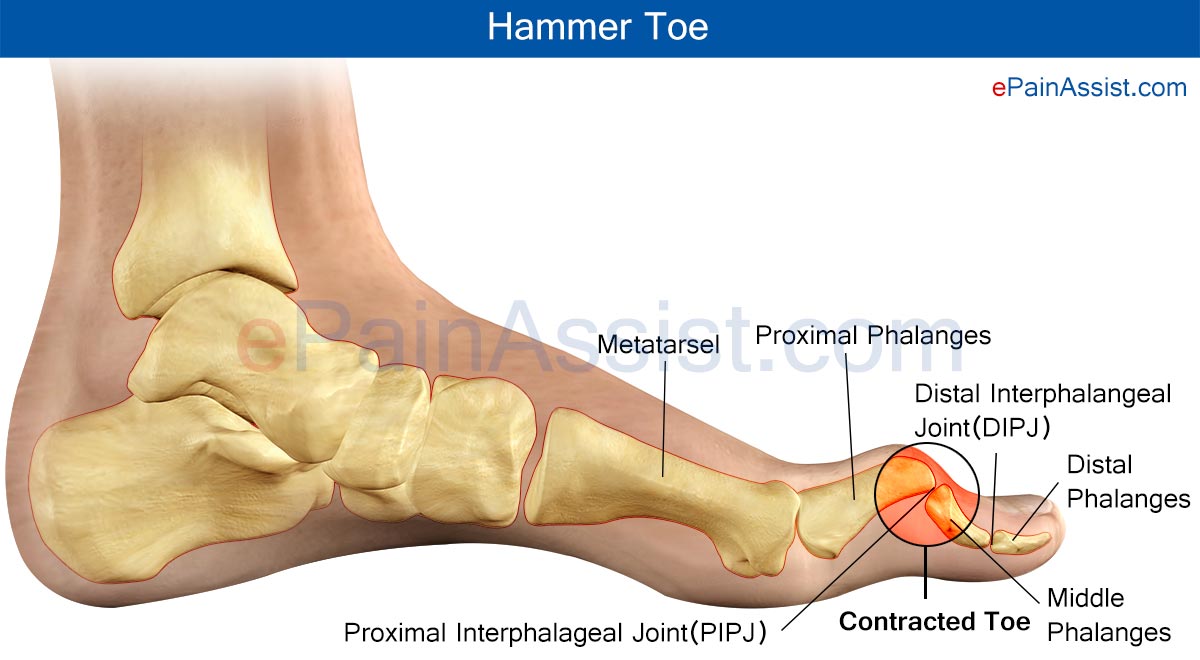 Hammer Toe
ePainAssist.com
ePainAssist.com
Metatarsel
Proximal Phalanges
Distal Interphalangeal
Joint(DIPJ)
Distal
Phalanges
Middle
Phalanges
Contracted Toe
Proximal Interphalageal Joint(PIPJ)